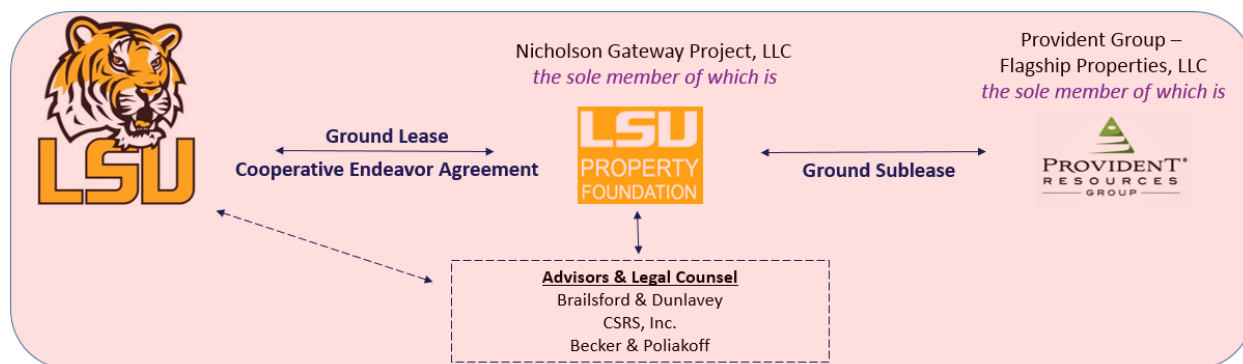 LSU
Nicholson Gateway Project, LLC
the sole member of which is
Provident Group –
Flagship Properties, LLC
the sole member of which is
Ground Lease
Cooperative Endeavor Agreement
LSU
PROPERTY
FOUNDATION
Ground Sublease
PROVIDENT®
RESOURCES
GROUP
Advisors & Legal Counsel
Brailsford & Dunlavey
CSRS, Inc.
Becker & Poliakoff